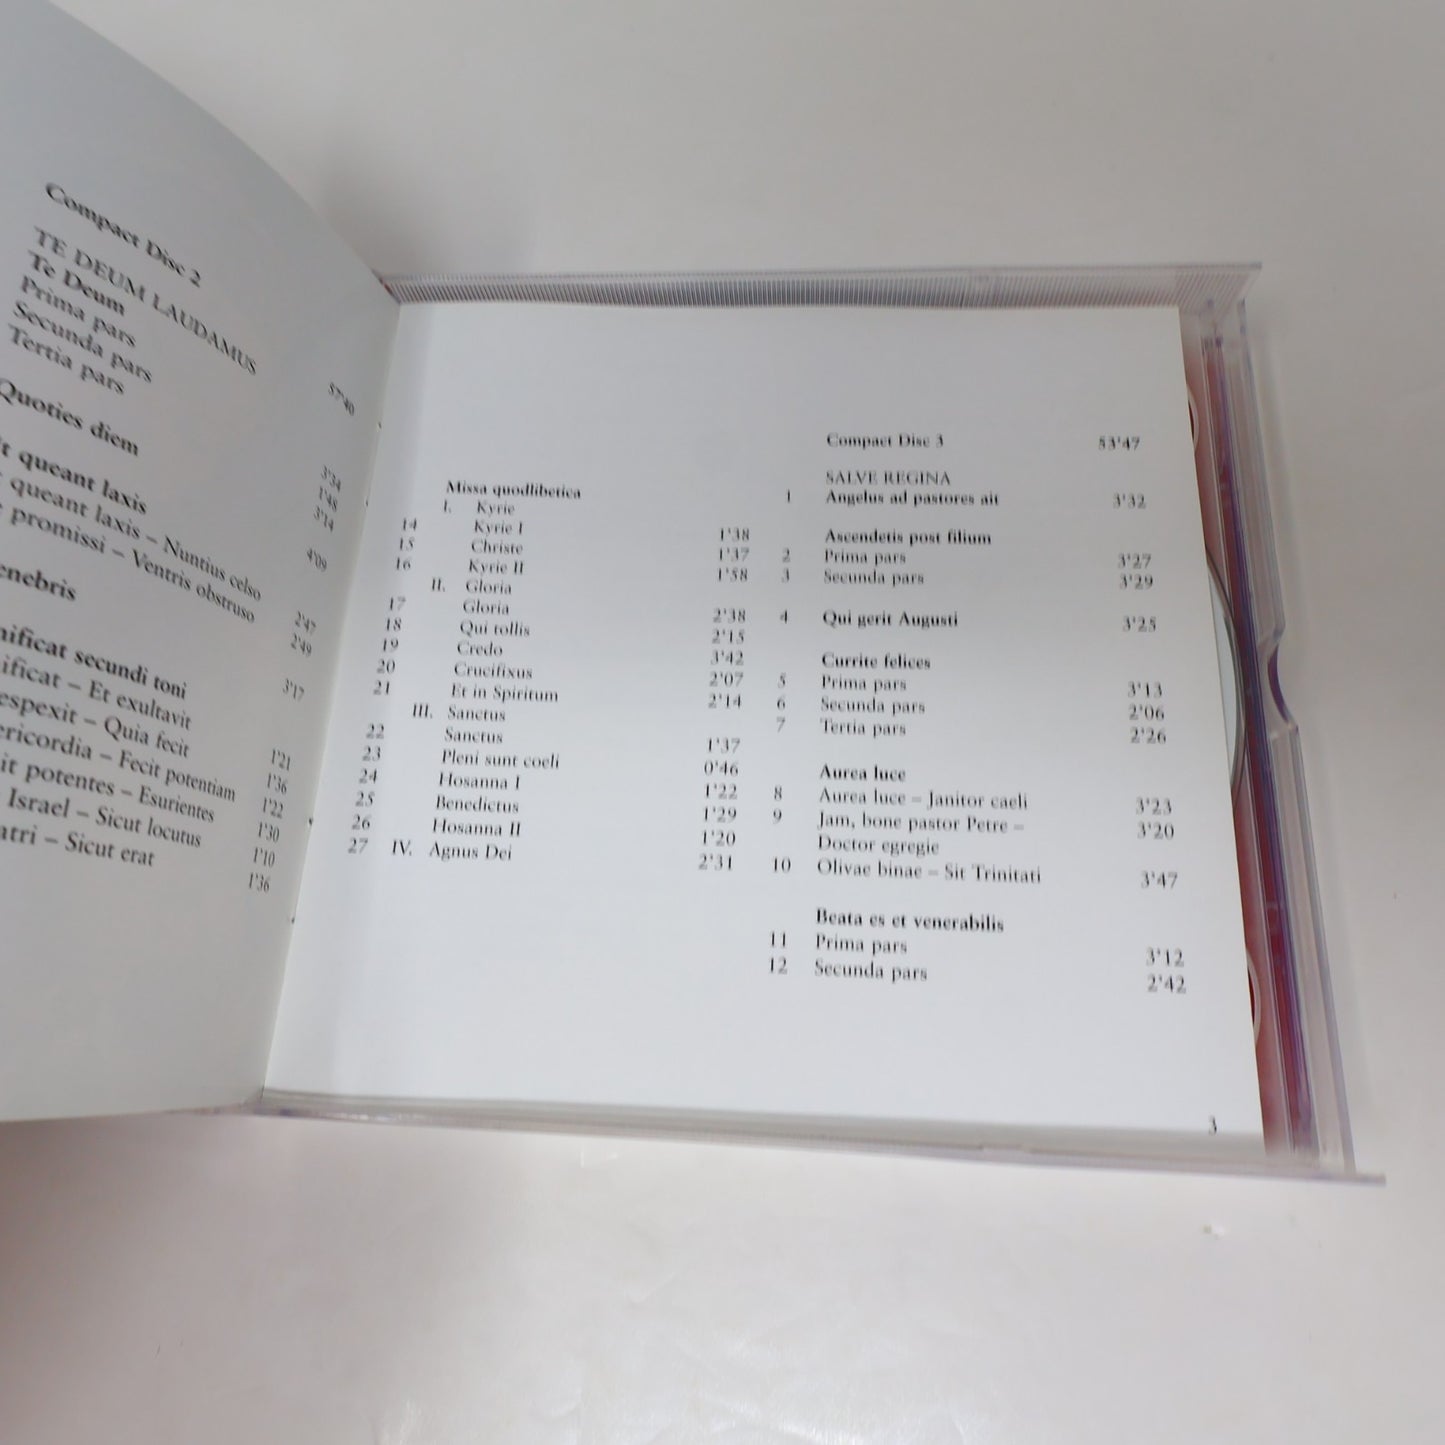 Compact Disc 2
57'40
TE DEUM LAUDAMUS
Te Deum
Prima pars 3'34
Secunda pars 1'48
Tertia pars 3'14
Quoties diem 4'09
queant laxis
queant laxis – Nuntius celso 2'47
promissi – Ventris obstruso 2'49
3'17
secundi toni
Et exultavit 1'21
Quia fecit 1'36
Fecit potentiam 1'22
potentes – Esurientes 1'30
Israel – Sicut locutus 1'10
Sicut erat 1'36
Missa quodlibetica
I. Kyrie
14 Kyrie I 1'38
15 Christe 1'37
16 Kyrie II 1'58
II. Gloria
17 Gloria 2'38
18 Qui tollis 2'15
19 Credo 3'42
20 Crucifixus 2'07
21 Et in Spiritum 2'14
III. Sanctus
22 Sanctus 1'37
23 Pleni sunt coeli 0'46
24 Hosanna I 1'22
25 Benedictus 1'29
26 Hosanna II 1'20
27 IV. Agnus Dei 2'31
Compact Disc 3 53'47
SALVE REGINA
1 Angelus ad pastores ait 3'32
Ascendetis post filium
2 Prima pars 3'27
3 Secunda pars 3'29
4 Qui gerit Augusti 3'25
Currite felices
5 Prima pars 3'13
6 Secunda pars 2'06
7 Tertia pars 2'26
Aurea luce
8 Aurea luce – Janitor caeli 3'23
9 Jam, bone pastor Petre – 3'20
Doctor egregie
10 Olivae binae – Sit Trinitati 3'47
Beata es et venerabilis
11 Prima pars 3'12
12 Secunda pars 2'42
3